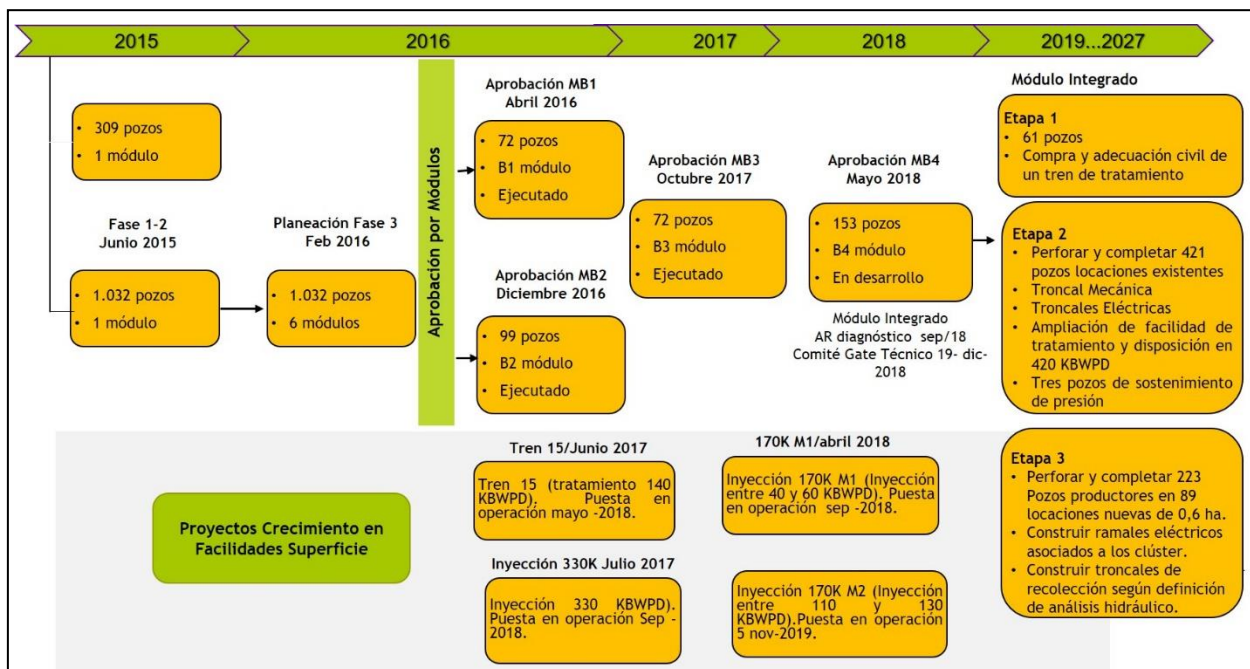 2015
2016
2017
2018
2019...2027
• 309 pozos
• 1 módulo
Fase 1-2
Junio 2015
• 1.032 pozos
• 1 módulo
Planeación Fase 3
Feb 2016
• 1.032 pozos
• 6 módulos
Aprobación por Módulos
Aprobación MB1
Abril 2016
• 72 pozos
• B1 módulo
• Ejecutado
Aprobación MB2
Diciembre 2016
• 99 pozos
• B2 módulo
• Ejecutado
Aprobación MB3
Octubre 2017
• 72 pozos
• B3 módulo
• Ejecutado
Aprobación MB4
Mayo 2018
• 153 pozos
• B4 módulo
• En desarrollo
Módulo Integrado
AR diagnóstico sep/18
Comité Gate Técnico 19- dic-
2018
Módulo Integrado
Etapa 1
• 61 pozos
• Compra y adecuación civil de
un tren de tratamiento
Etapa 2
• Perforar y completar 421
pozos locaciones existentes
• Troncal Mecánica
• Troncales Eléctricas
• Ampliación de facilidad de
tratamiento y disposición en
420 KBWPD
• Tres pozos de sostenimiento
de presión
Etapa 3
• Perforar y completar 223
Pozos productores en 89
locaciones nuevas de 0,6 ha.
• Construir ramales eléctricos
asociados a los clúster.
• Construir troncales de
recolección según definición
de análisis hidráulico.
Proyectos Crecimiento en
Facilidades Superficie
Tren 15/Junio 2017
Tren 15 (tratamiento 140
KBWPD). Puesta en
operación mayo -2018.
Inyección 330K Julio 2017
Inyección 330 KBWPD).
Puesta en operación Sep -
2018.
170K M1/abril 2018
Inyección 170K M1 (Inyección
entre 40 y 60 KBWPD). Puesta
en operación sep -2018.
Inyección 170K M2 (Inyección
entre 110 y 130
KBWPD).Puesta en operación
5 nov-2019.